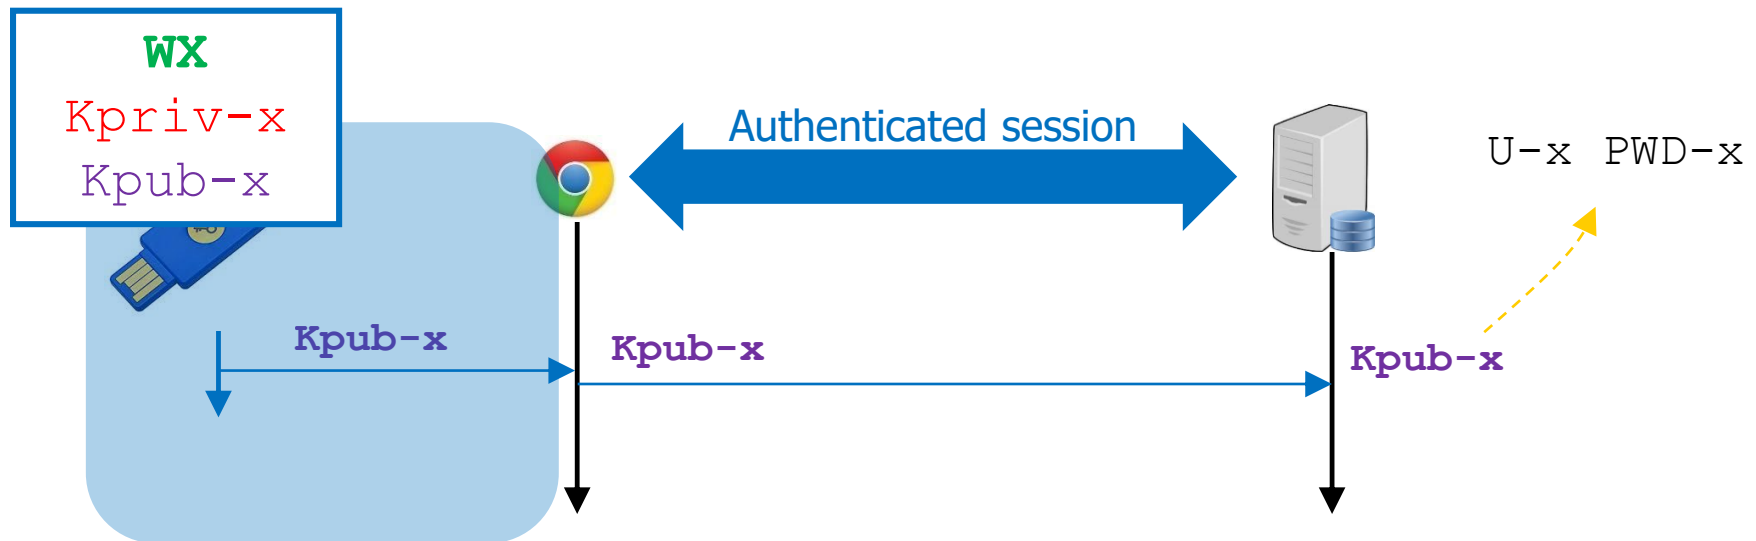 WX
Kpriv-x
Kpub-x
Authenticated session
U-x PWD-x
Kpub-x
Kpub-x
Kpub-x